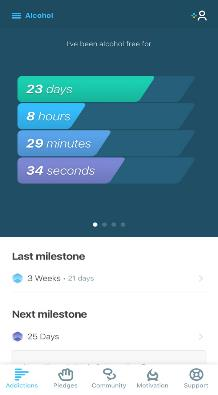 Alcohol
I've been alcohol free for
23 days
8 hours
29 minutes
34 seconds
Last milestone
3 Weeks • 21 days
Next milestone
25 Days
Addictions Pledges Community Motivation Support